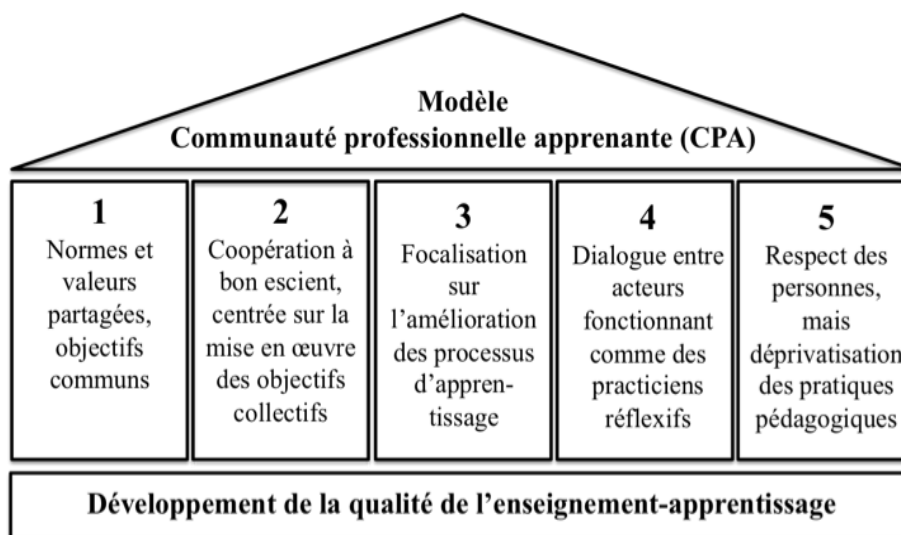 Modèle
Communauté professionnelle apprenante (CPA)
1
Normes et
valeurs
partagées,
objectifs
communs
2
Coopération à
bon escient,
centrée sur la
mise en œuvre
des objectifs
collectifs
3
Focalisation
sur
l’amélioration
des processus
d’appren-
tissage
4
Dialogue entre
acteurs
fonctionnant
comme des
practiciens
réflexifs
5
Respect des
personnes,
mais
déprivatisation
des pratiques
pédagogiques
Développement de la qualité de l’enseignement-apprentissage